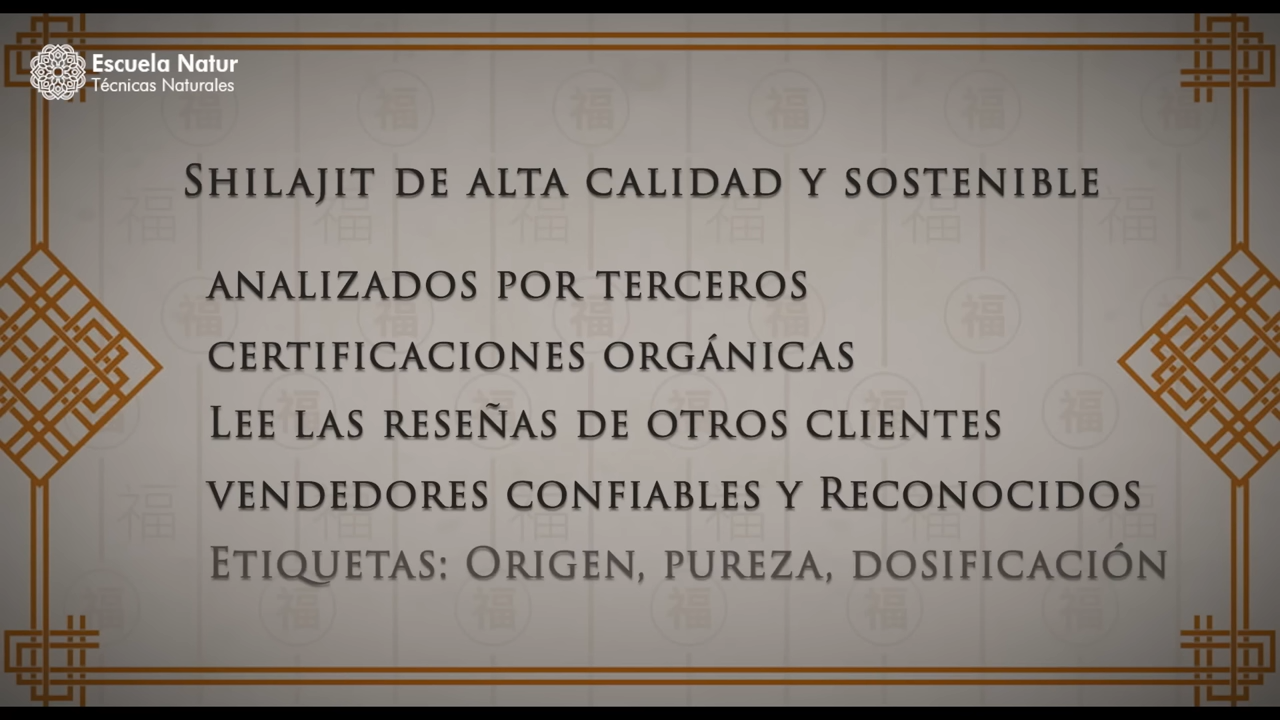 Escuela Natur
Técnicas Naturales
Shilajit de alta calidad y sostenible
analizados por terceros
certificaciones orgánicas
Lee las reseñas de otros clientes
vendedores confiables y Reconocidos
Etiquetas: Origen, pureza, dosificación
福